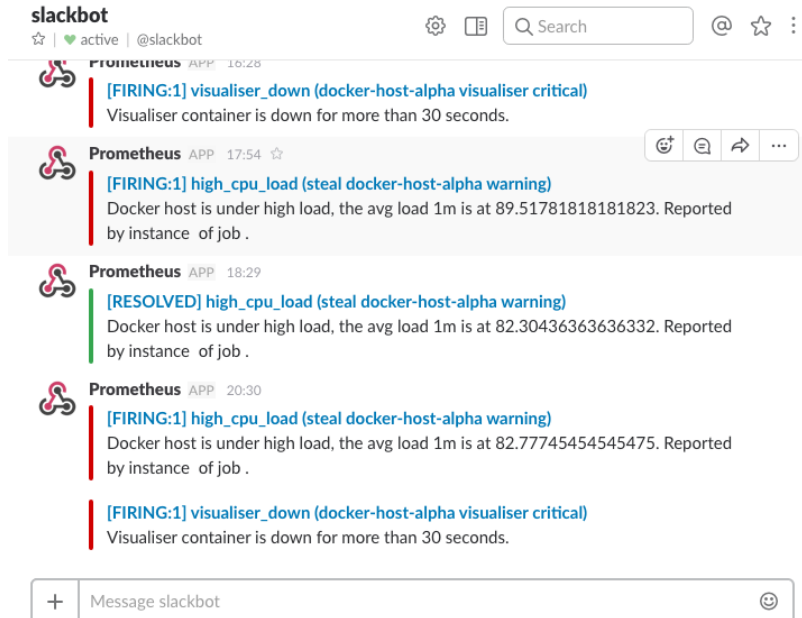 slackbot
active | @slackbot
Search
Prometheus APP 16:28
[FIRING:1] visualiser_down (docker-host-alpha visualiser critical)
Visualiser container is down for more than 30 seconds.
Prometheus APP 17:54
[FIRING:1] high_cpu_load (steal docker-host-alpha warning)
Docker host is under high load, the avg load 1m is at 89.51781818181823. Reported
by instance  of job .
Prometheus APP 18:29
[RESOLVED] high_cpu_load (steal docker-host-alpha warning)
Docker host is under high load, the avg load 1m is at 82.30436363636332. Reported
by instance  of job .
Prometheus APP 20:30
[FIRING:1] high_cpu_load (steal docker-host-alpha warning)
Docker host is under high load, the avg load 1m is at 82.77745454545475. Reported
by instance  of job .
[FIRING:1] visualiser_down (docker-host-alpha visualiser critical)
Visualiser container is down for more than 30 seconds.
Message slackbot